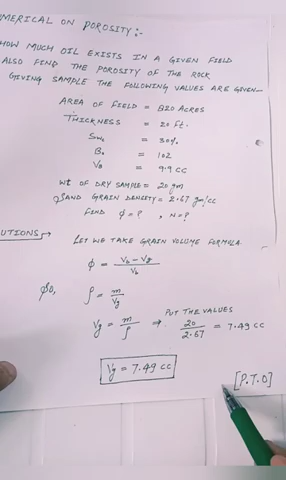 NUMERICAL ON POROSITY:-
HOW MUCH OIL EXISTS IN A GIVEN FIELD
ALSO FIND THE POROSITY OF THE ROCK
GIVING SAMPLE THE FOLLOWING VALUES ARE GIVEN—
AREA OF FIELD = 820 ACRES
THICKNESS = 20 ft.
Swo = 30%
Bo = 1.02
Vb = 9.9 CC
Wt OF DRY SAMPLE = 20 gm
SAND GRAIN DENSITY = 2.67 gm/cc
FIND ϕ = ? , N = ?
UTIONS →
LET WE TAKE GRAIN VOLUME FORMULA.
ϕ = Vb - Vg / Vb
So, ρ = m / Vg
PUT THE VALUES
Vg = m / ρ ⇒ 20 / 2.67 = 7.49 CC
Vg = 7.49 CC
[P.T.O]